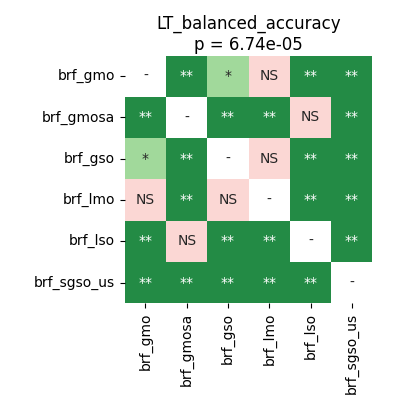 LT_balanced_accuracy
p = 6.74e-05
brf_gmo - ** * NS ** **
brf_gmosa ** - ** ** NS **
brf_gso * ** - NS ** **
brf_lmo NS ** NS - ** **
brf_lso ** NS ** ** - **
brf_sgso_us ** ** ** ** ** -
brf_gmo
brf_gmosa
brf_gso
brf_lmo
brf_lso
brf_sgso_us